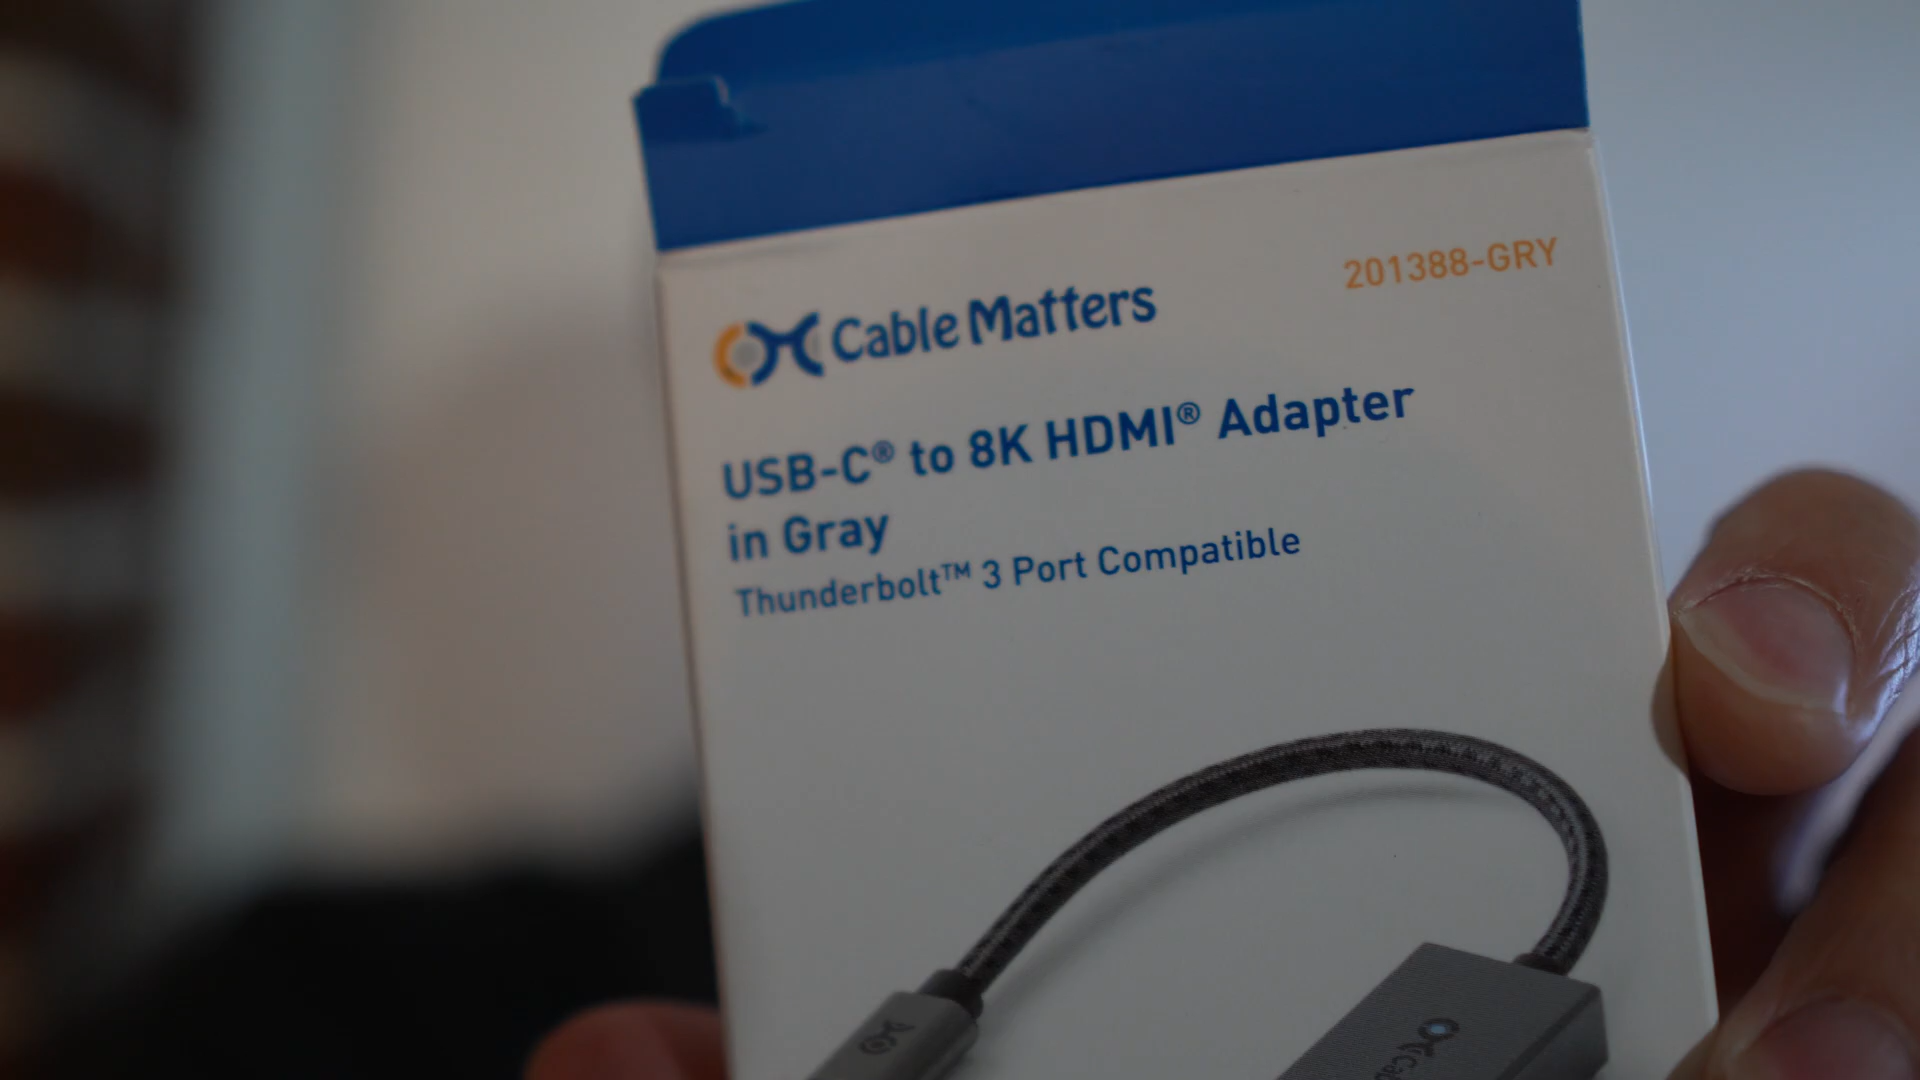 Cable Matters
201388-GRY
USB-C® to 8K HDMI® Adapter
in Gray
Thunderbolt™ 3 Port Compatible